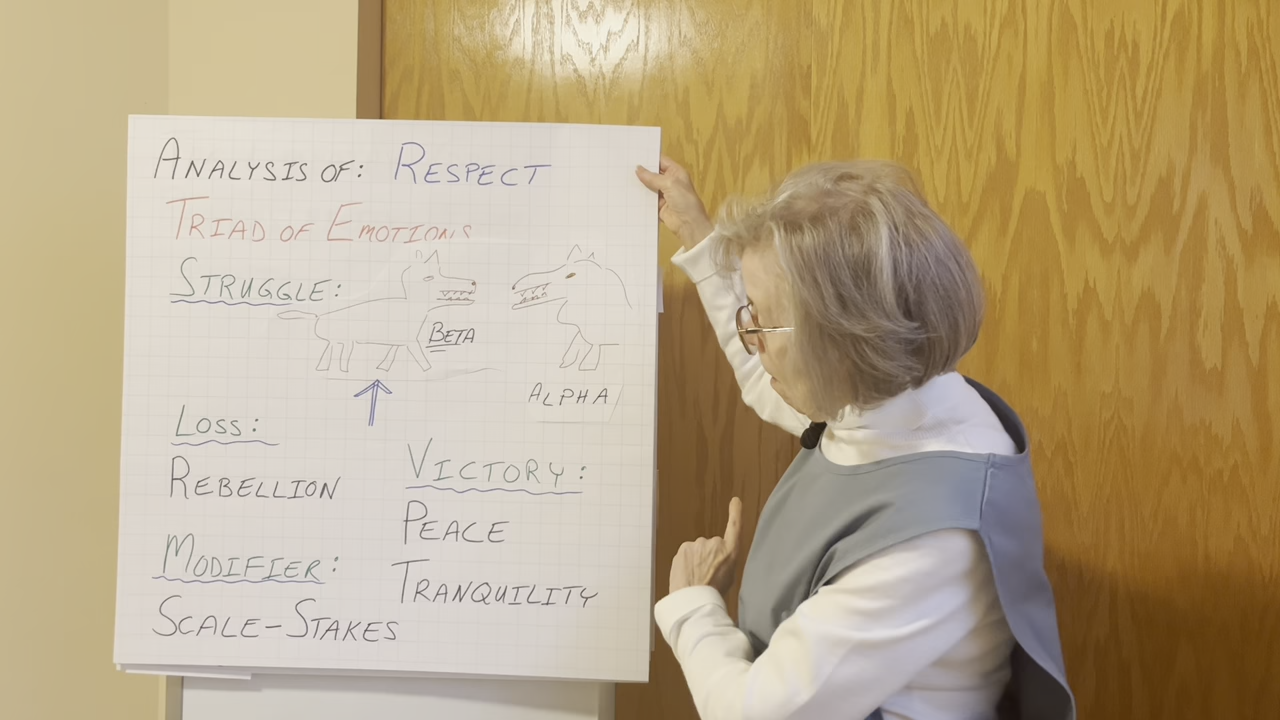 ANALYSIS OF: RESPECT
TRIAD OF EMOTIONS
STRUGGLE:
BETA
ALPHA
LOSS:
REBELLION
VICTORY:
PEACE
TRANQUILITY
MODIFIER:
SCALE-STAKES